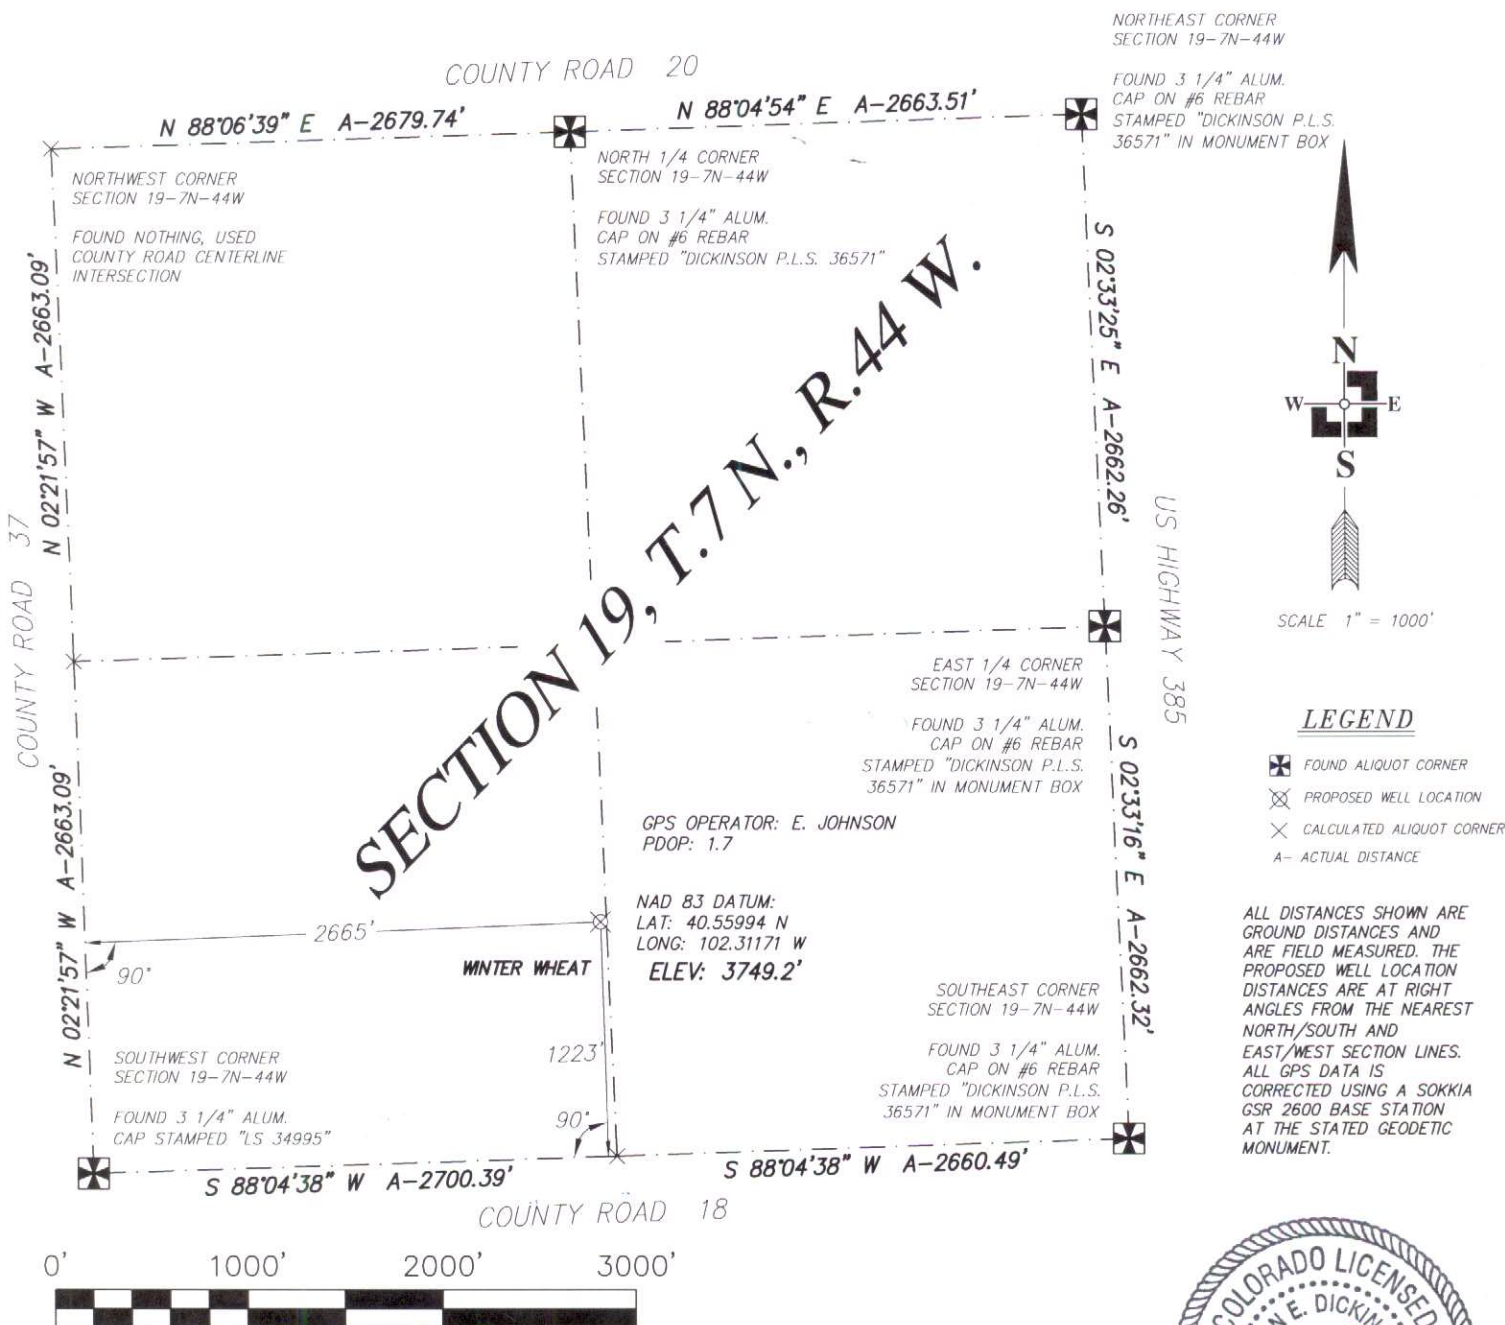 NORTHEAST CORNER
SECTION 19-7N-44W
FOUND 3 1/4" ALUM.
CAP ON #6 REBAR
STAMPED "DICKINSON P.L.S.
36571" IN MONUMENT BOX
COUNTY ROAD 20
N 88°06'39" E A-2679.74'
N 88°04'54" E A-2663.51'
NORTHWEST CORNER
SECTION 19-7N-44W
FOUND NOTHING, USED
COUNTY ROAD CENTERLINE
INTERSECTION
NORTH 1/4 CORNER
SECTION 19-7N-44W
FOUND 3 1/4" ALUM.
CAP ON #6 REBAR
STAMPED "DICKINSON P.L.S. 36571"
N 02°21'57" W A-2663.09'
COUNTY ROAD 37
S 02°33'25" E A-2662.26'
US HIGHWAY 385
SECTION 19, T.7 N., R.44 W.
N
W
E
S
SCALE 1" = 1000'
EAST 1/4 CORNER
SECTION 19-7N-44W
FOUND 3 1/4" ALUM.
CAP ON #6 REBAR
STAMPED "DICKINSON P.L.S.
36571" IN MONUMENT BOX
LEGEND
FOUND ALIQUOT CORNER
PROPOSED WELL LOCATION
CALCULATED ALIQUOT CORNER
A- ACTUAL DISTANCE
N 02°21'57" W A-2663.09'
S 02°33'16" E A-2662.32'
GPS OPERATOR: E. JOHNSON
PDOP: 1.7
NAD 83 DATUM:
LAT: 40.55994 N
LONG: 102.31171 W
ELEV: 3749.2'
2665'
90°
WINTER WHEAT
1223'
90°
SOUTHWEST CORNER
SECTION 19-7N-44W
FOUND 3 1/4" ALUM.
CAP STAMPED "LS 34995"
SOUTHEAST CORNER
SECTION 19-7N-44W
FOUND 3 1/4" ALUM.
CAP ON #6 REBAR
STAMPED "DICKINSON P.L.S.
36571" IN MONUMENT BOX
ALL DISTANCES SHOWN ARE
GROUND DISTANCES AND
ARE FIELD MEASURED. THE
PROPOSED WELL LOCATION
DISTANCES ARE AT RIGHT
ANGLES FROM THE NEAREST
NORTH/SOUTH AND
EAST/WEST SECTION LINES.
ALL GPS DATA IS
CORRECTED USING A SOKKIA
GSR 2600 BASE STATION
AT THE STATED GEODETIC
MONUMENT.
S 88°04'38" W A-2700.39'
S 88°04'38" W A-2660.49'
COUNTY ROAD 18
0' 1000' 2000' 3000'
COLORADO LICENSED
E. DICKIN